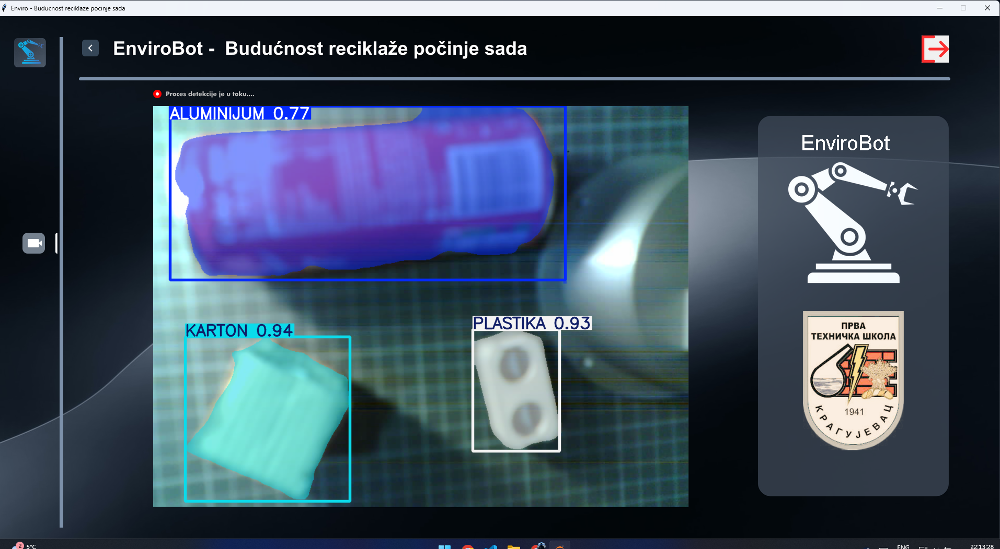 Enviro - Buducnost reciklaze pocinje sada
EnviroBot -  Budućnost reciklaže počinje sada
Proces detekcije je u toku....
ALUMINIJUM 0.77
KARTON 0.94
PLASTIKA 0.93
EnviroBot
ПРВА
ТЕХНИЧКА ШКОЛА
1941
КРАГУЈЕВАЦ
2
5°C
ENG
22:13:28